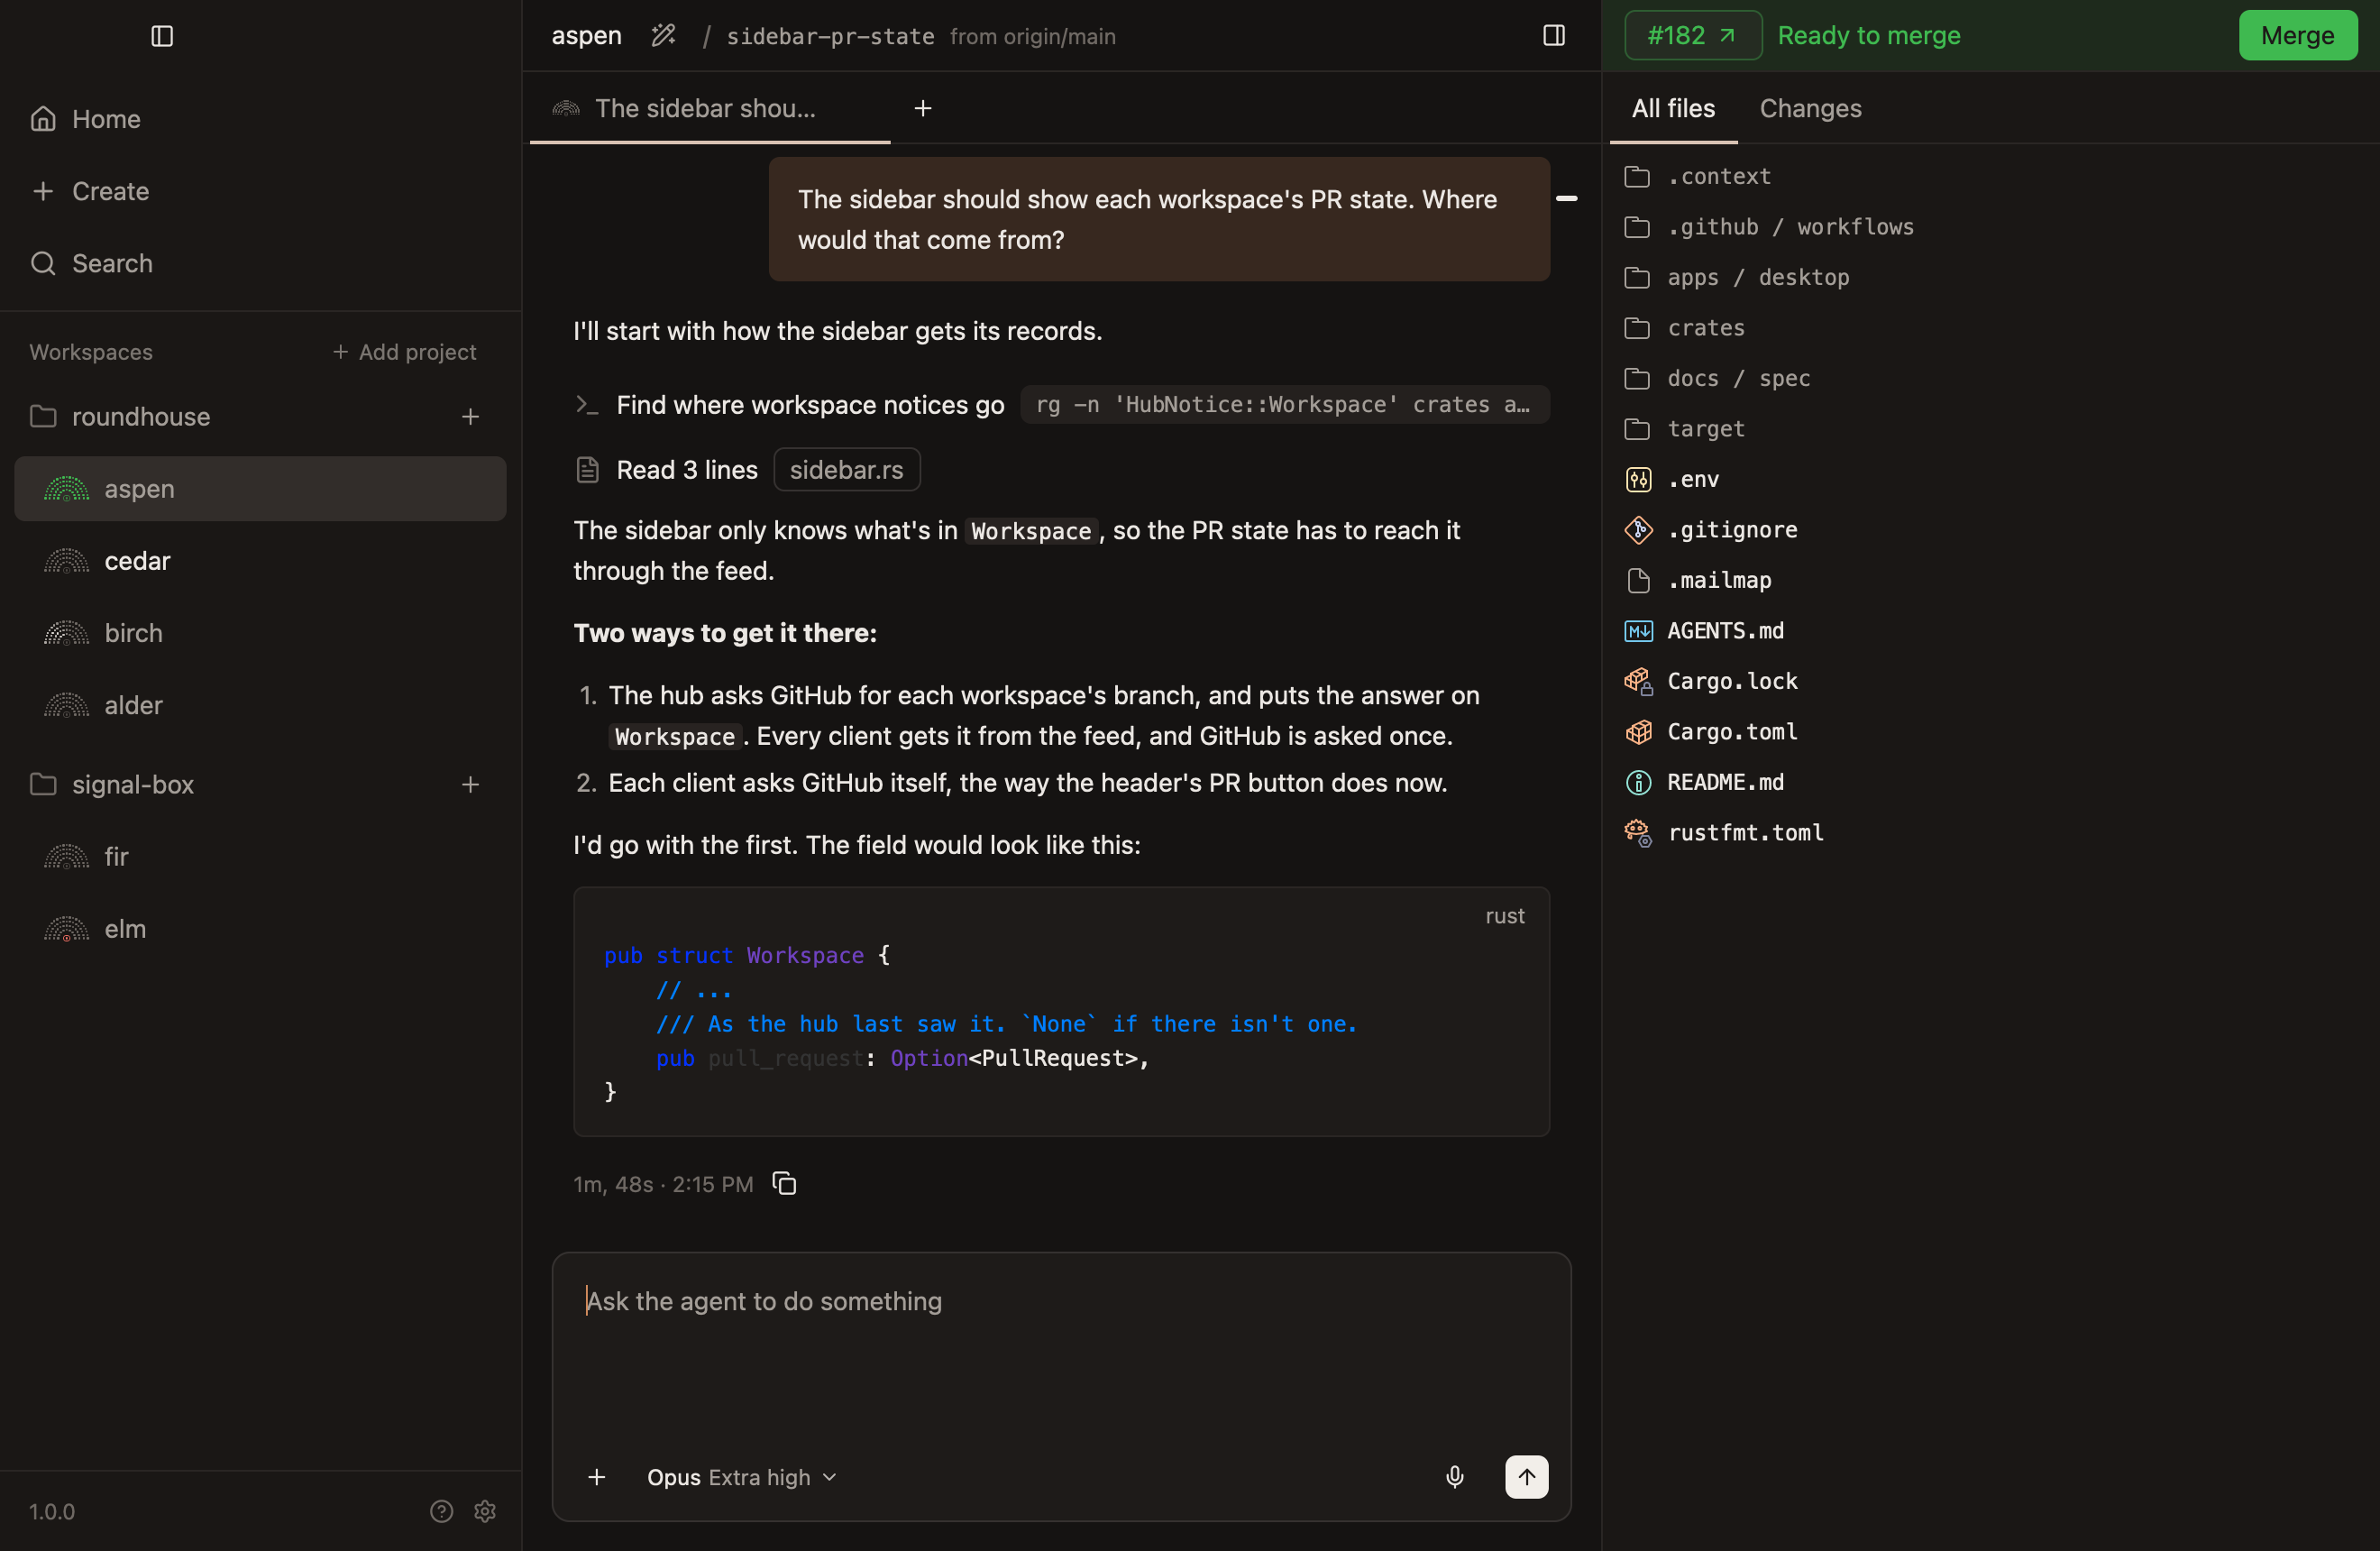 Home
Create
Search
Workspaces
+ Add project
roundhouse
aspen
cedar
birch
alder
signal-box
fir
elm
1.0.0
aspen / sidebar-pr-state from origin/main
The sidebar shou...
The sidebar should show each workspace's PR state. Where
would that come from?
I'll start with how the sidebar gets its records.
Find where workspace notices go rg -n 'HubNotice::Workspace' crates a…
Read 3 lines sidebar.rs
The sidebar only knows what's in Workspace, so the PR state has to reach it
through the feed.
Two ways to get it there:
1. The hub asks GitHub for each workspace's branch, and puts the answer on
Workspace. Every client gets it from the feed, and GitHub is asked once.
2. Each client asks GitHub itself, the way the header's PR button does now.
I'd go with the first. The field would look like this:
rust
pub struct Workspace {
// ...
/// As the hub last saw it. `None` if there isn't one.
pub pull_request: Option<PullRequest>,
}
1m, 48s · 2:15 PM
Ask the agent to do something
Opus Extra high
#182 Ready to merge
Merge
All files
Changes
.context
.github / workflows
apps / desktop
crates
docs / spec
target
.env
.gitignore
.mailmap
AGENTS.md
Cargo.lock
Cargo.toml
README.md
rustfmt.toml